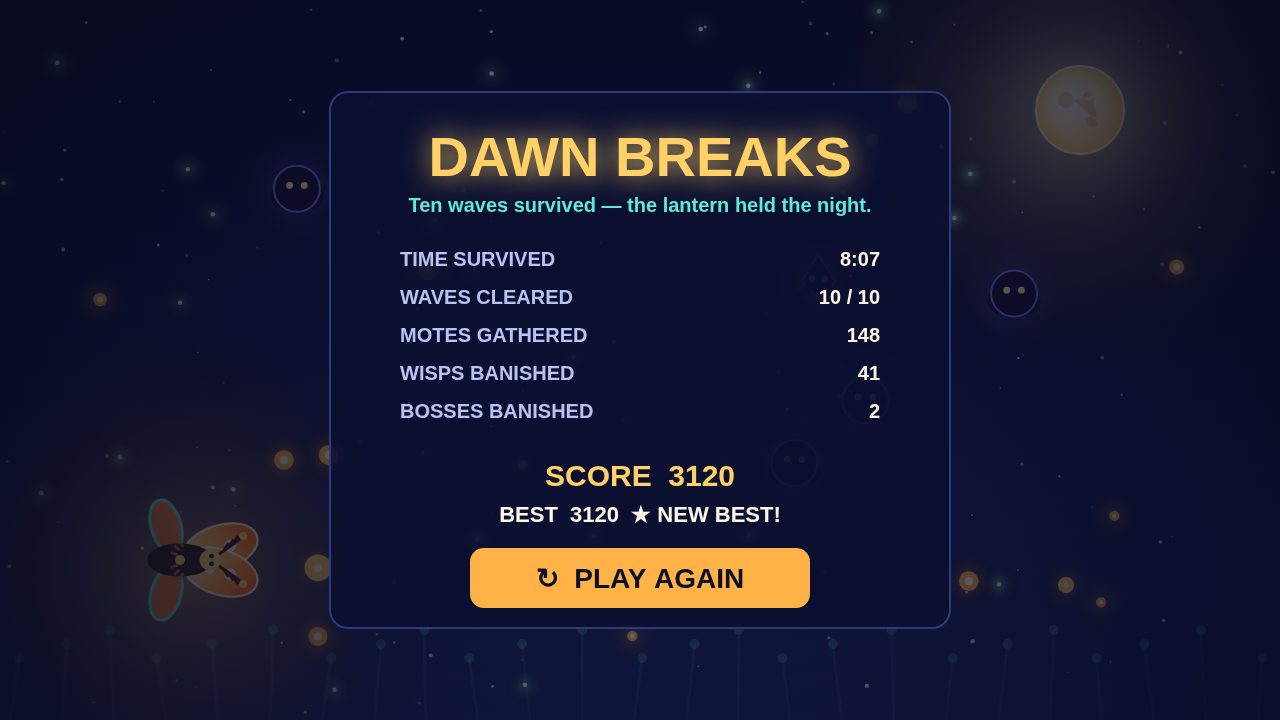 DAWN BREAKS
Ten waves survived — the lantern held the night.
TIME SURVIVED 8:07
WAVES CLEARED 10 / 10
MOTES GATHERED 148
WISPS BANISHED 41
BOSSES BANISHED 2
SCORE 3120
BEST 3120 ★ NEW BEST!
↻ PLAY AGAIN